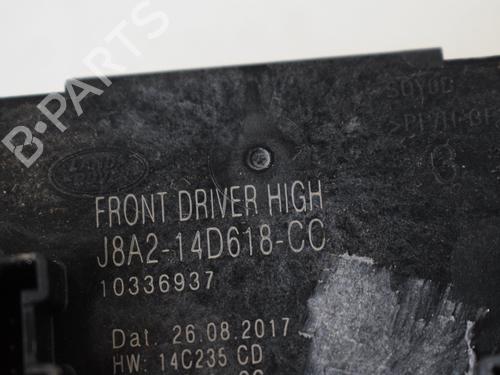 B-PARTS
FRONT DRIVER HIGH
J8A2-14D618-CC
10336937
Dat. 26.08.2017
HW: 14C235 CD